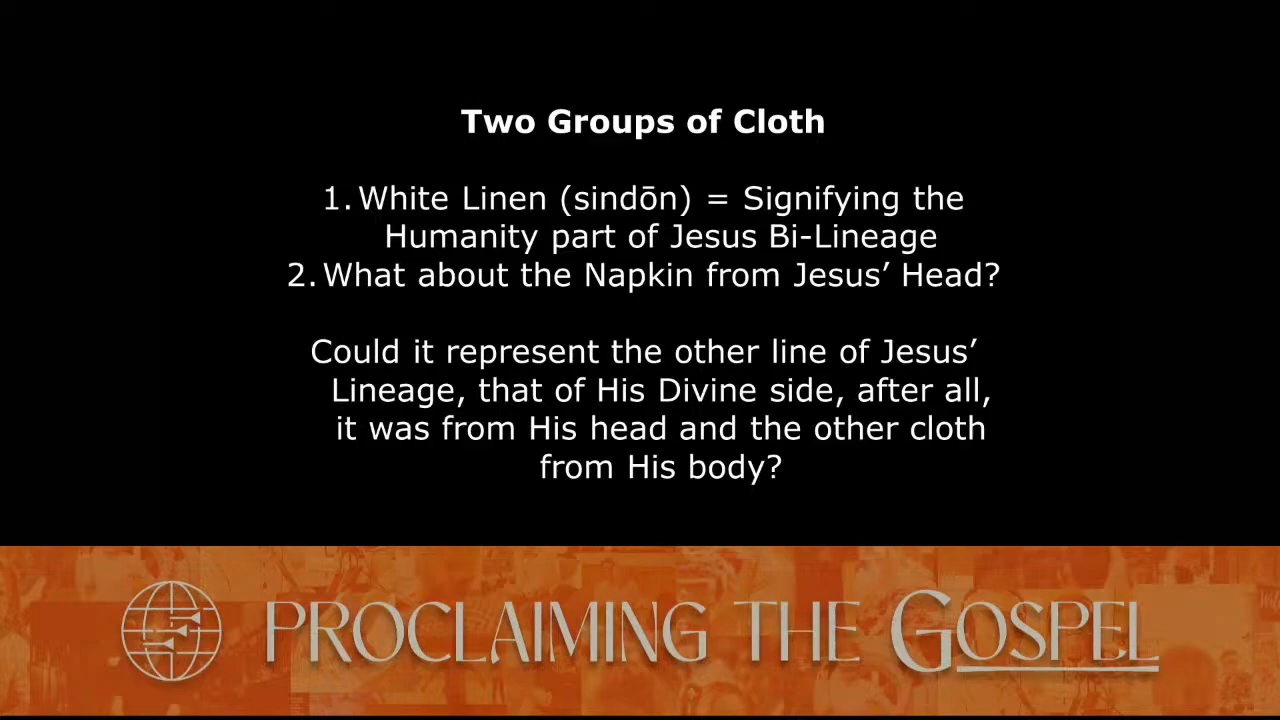 Two Groups of Cloth
1. White Linen (sindōn) = Signifying the
Humanity part of Jesus Bi-Lineage
2. What about the Napkin from Jesus’ Head?
Could it represent the other line of Jesus’
Lineage, that of His Divine side, after all,
it was from His head and the other cloth
from His body?
PROCLAIMING THE GOSPEL